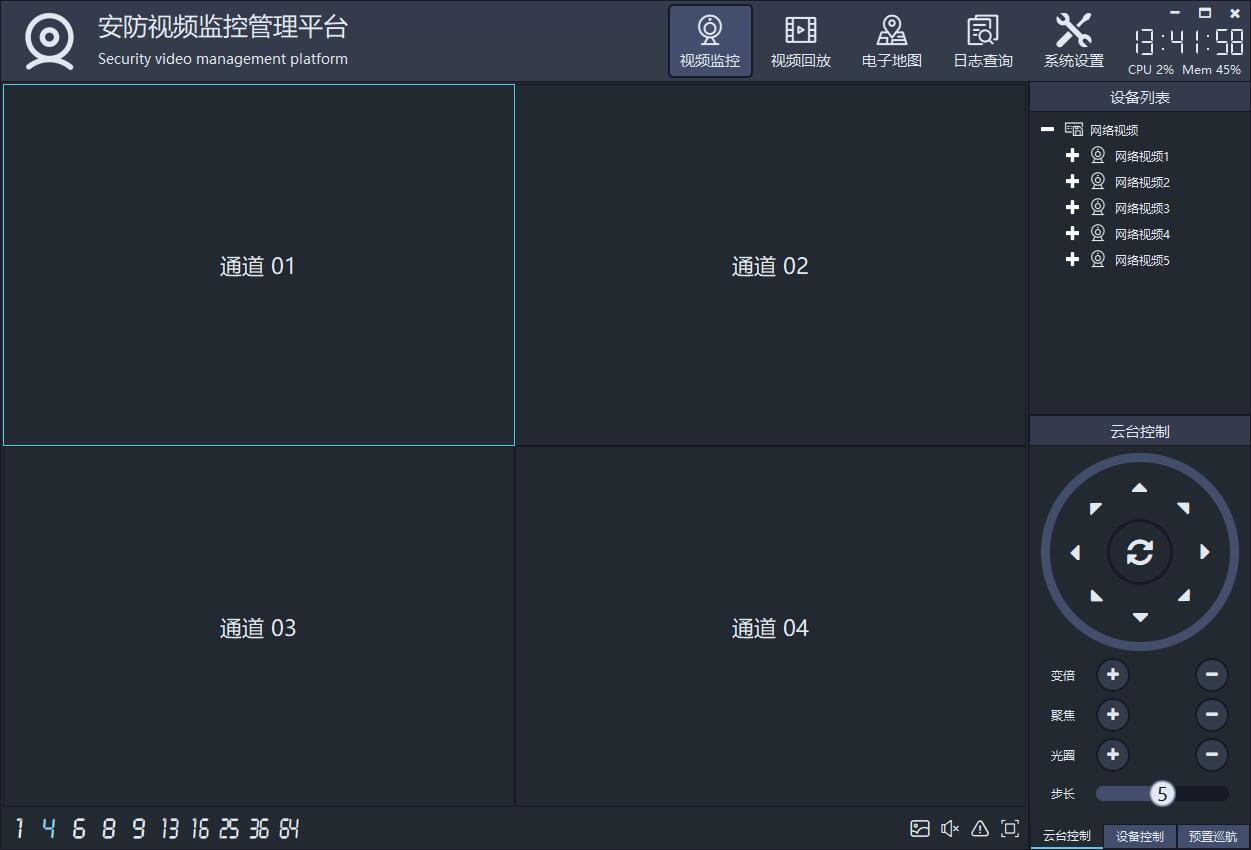 安防视频监控管理平台
Security video management platform
视频监控
视频回放
电子地图
日志查询
系统设置
13:41:58
CPU 2% Mem 45%
设备列表
网络视频
网络视频1
网络视频2
网络视频3
网络视频4
网络视频5
通道 01
通道 02
通道 03
通道 04
云台控制
变倍
聚焦
光圈
步长 5
1 4 6 8 9 13 16 25 36 64
云台控制 设备控制 预置巡航